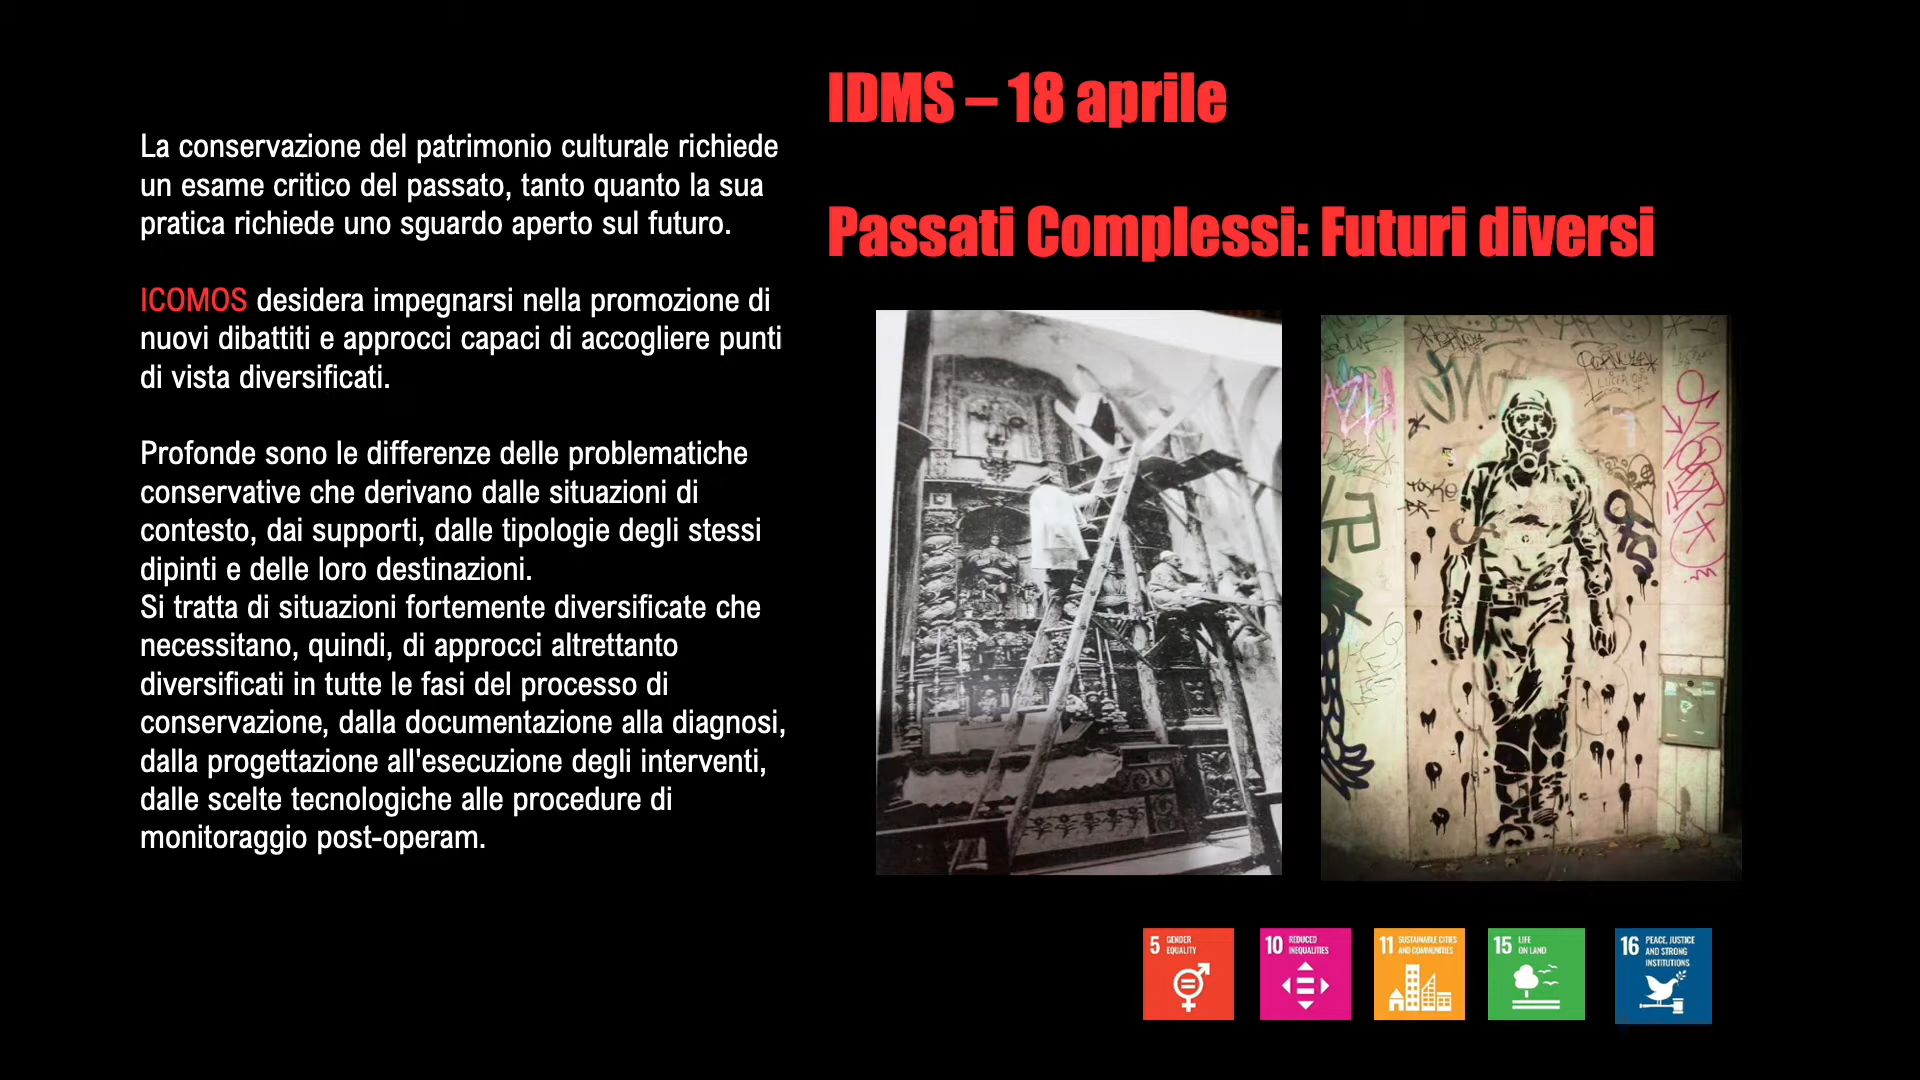 IDMS – 18 aprile
Passati Complessi: Futuri diversi
La conservazione del patrimonio culturale richiede
un esame critico del passato, tanto quanto la sua
pratica richiede uno sguardo aperto sul futuro.
ICOMOS desidera impegnarsi nella promozione di
nuovi dibattiti e approcci capaci di accogliere punti
di vista diversificati.
Profonde sono le differenze delle problematiche
conservative che derivano dalle situazioni di
contesto, dai supporti, dalle tipologie degli stessi
dipinti e delle loro destinazioni.
Si tratta di situazioni fortemente diversificate che
necessitano, quindi, di approcci altrettanto
diversificati in tutte le fasi del processo di
conservazione, dalla documentazione alla diagnosi,
dalla progettazione all'esecuzione degli interventi,
dalle scelte tecnologiche alle procedure di
monitoraggio post-operam.
5 GENDER
EQUALITY
10 REDUCED
INEQUALITIES
11 SUSTAINABLE CITIES
AND COMMUNITIES
15 LIFE
ON LAND
16 PEACE, JUSTICE
AND STRONG
INSTITUTIONS